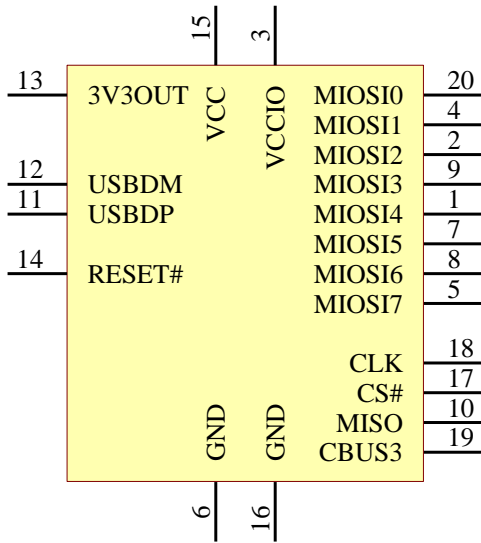 15 3
13 3V3OUT VCC VCCIO MIOSI0 20
MIOSI1 4
MIOSI2 2
12 USBDM MIOSI3 9
11 USBDP MIOSI4 1
MIOSI5 7
14 RESET# MIOSI6 8
MIOSI7 5
CLK 18
CS# 17
GND GND MISO 10
CBUS3 19
6 16